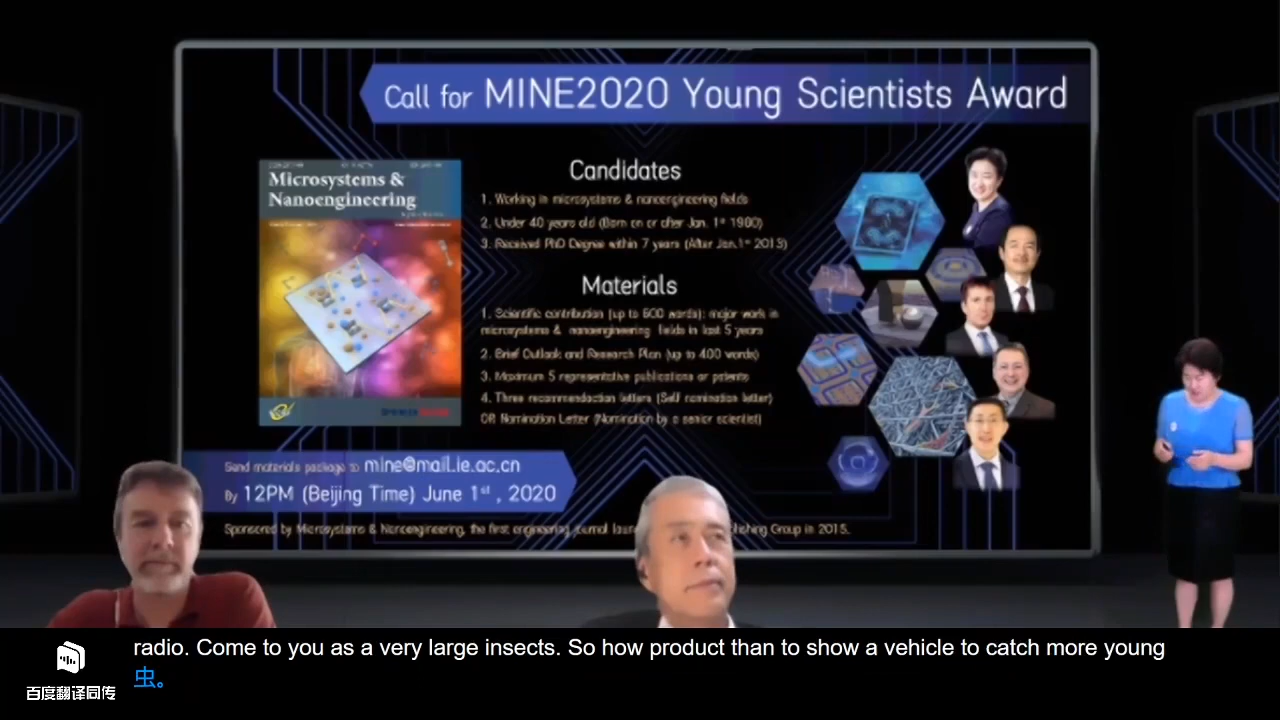 Call for MINE2020 Young Scientists Award
Microsystems &
Nanoengineering
Candidates
1. Working in microsystems & nanoengineering fields
2. Under 40 years old (Born on or after Jan. 1st 1980)
3. Received PhD Degree within 7 years (After Jan.1st 2013)
Materials
1. Scientific contribution (up to 600 words): major work in
microsystems & nanoengineering fields in last 5 years
2. Brief Outlook and Research Plan (up to 400 words)
3. Maximum 5 representative publications or patents
4. Three recommendation letters (Self nomination letter)
OR Nomination Letter (Nomination by a senior scientist)
Send materials package to mine@mail.ie.ac.cn
By 12PM (Beijing Time) June 1st , 2020
Sponsored by Microsystems & Nanoengineering, the first engineering journal Group in 2015.
radio. Come to you as a very large insects. So how product than to show a vehicle to catch more young
虫。
百度翻译同传